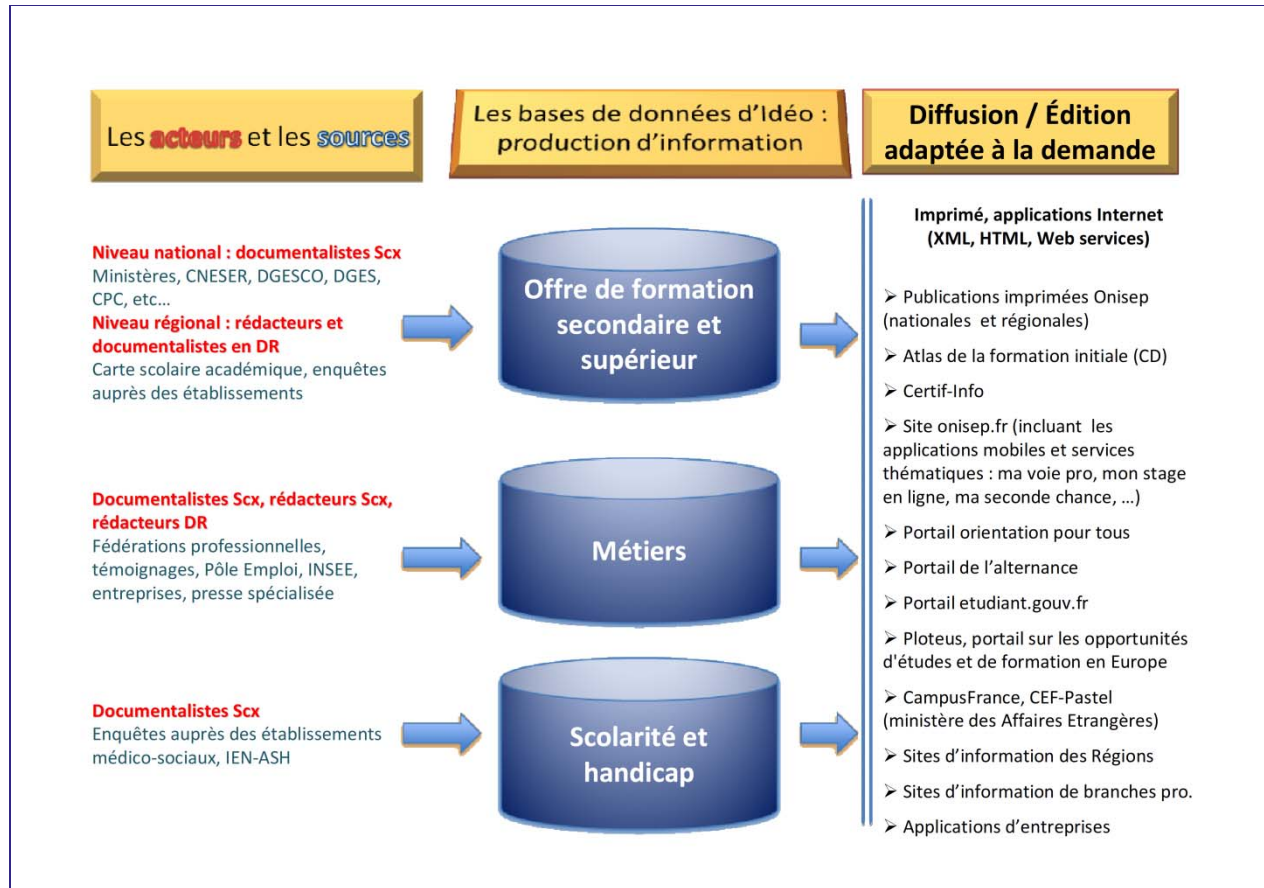 Les acteurs et les sources
Les bases de données d'Idéo :
production d'information
Diffusion / Édition
adaptée à la demande
Niveau national : documentalistes Scx
Ministères, CNESER, DGESCO, DGES,
CPC, etc…
Niveau régional : rédacteurs et
documentalistes en DR
Carte scolaire académique, enquêtes
auprès des établissements
Offre de formation
secondaire et
supérieur
Documentalistes Scx, rédacteurs Scx,
rédacteurs DR
Fédérations professionnelles,
témoignages, Pôle Emploi, INSEE,
entreprises, presse spécialisée
Métiers
Documentalistes Scx
Enquêtes auprès des établissements
médico-sociaux, IEN-ASH
Scolarité et
handicap
Imprimé, applications Internet
(XML, HTML, Web services)
➢ Publications imprimées Onisep
(nationales et régionales)
➢ Atlas de la formation initiale (CD)
➢ Certif-Info
➢ Site onisep.fr (incluant les
applications mobiles et services
thématiques : ma voie pro, mon stage
en ligne, ma seconde chance, …)
➢ Portail orientation pour tous
➢ Portail de l'alternance
➢ Portail etudiant.gouv.fr
➢ Ploteus, portail sur les opportunités
d'études et de formation en Europe
➢ CampusFrance, CEF-Pastel
(ministère des Affaires Etrangères)
➢ Sites d'information des Régions
➢ Sites d'information de branches pro.
➢ Applications d'entreprises